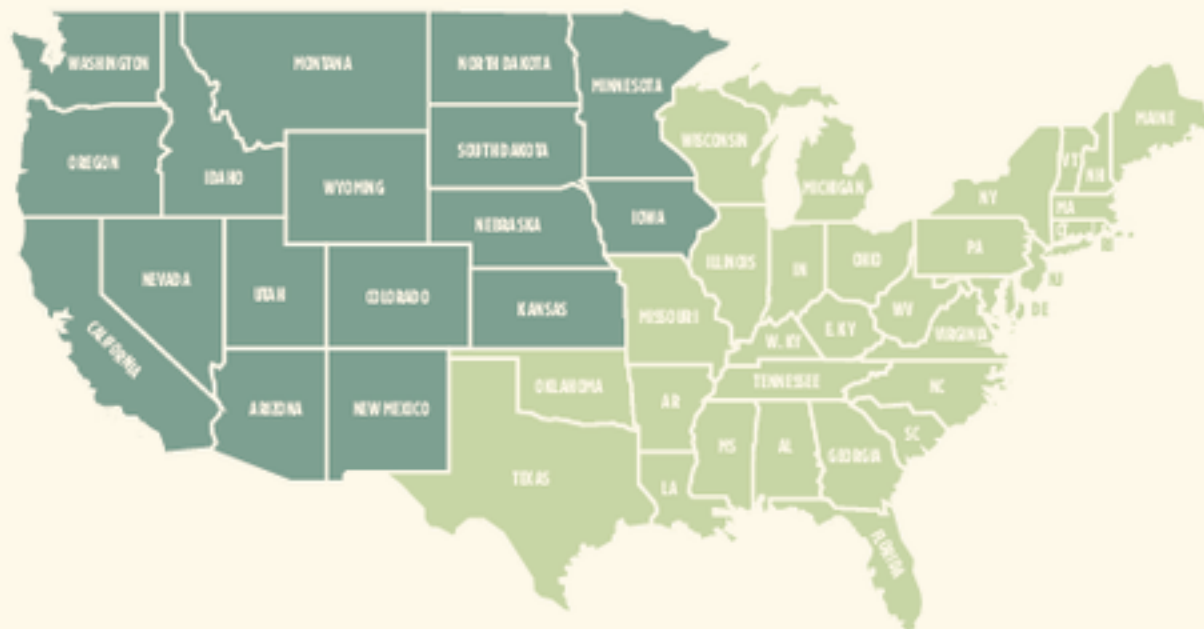 WASHINGTON
MONTANA
NORTH DAKOTA
MINNESOTA
OREGON
IDAHO
WYOMING
SOUTH DAKOTA
WISCONSIN
MICHIGAN
MAINE
VT
NH
NY
MA
NEBRASKA
IOWA
NEVADA
UTAH
COLORADO
KANSAS
ILLINOIS
IN
OHIO
PA
RI
NJ
DE
MISSOURI
W. KY
E. KY
WV
VIRGINIA
CALIFORNIA
ARIZONA
NEW MEXICO
OKLAHOMA
AR
TENNESSEE
NC
SC
TEXAS
LA
MS
AL
GEORGIA
FLORIDA